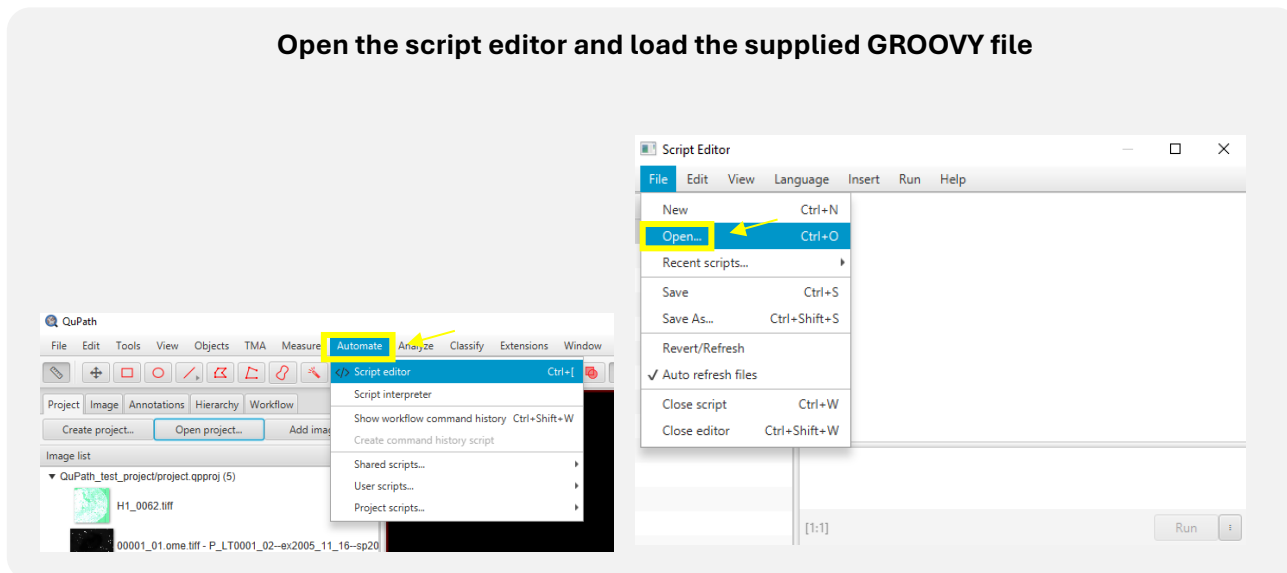 Open the script editor and load the supplied GROOVY file
QuPath
File Edit Tools View Objects TMA Measure Automate Analyze Classify Extensions Window
</> Script editor Ctrl+[
Script interpreter
Show workflow command history Ctrl+Shift+W
Create command history script
Shared scripts...
User scripts...
Project scripts...
Project Image Annotations Hierarchy Workflow
Create project... Open project... Add imag
Image list
QuPath_test_project/project.qpproj (5)
H1_0062.tiff
00001_01.ome.tiff - P_LT0001_02--ex2005_11_16--sp20
Script Editor
File Edit View Language Insert Run Help
New Ctrl+N
Open... Ctrl+O
Recent scripts...
Save Ctrl+S
Save As... Ctrl+Shift+S
Revert/Refresh
✓ Auto refresh files
Close script Ctrl+W
Close editor Ctrl+Shift+W
[1:1] Run